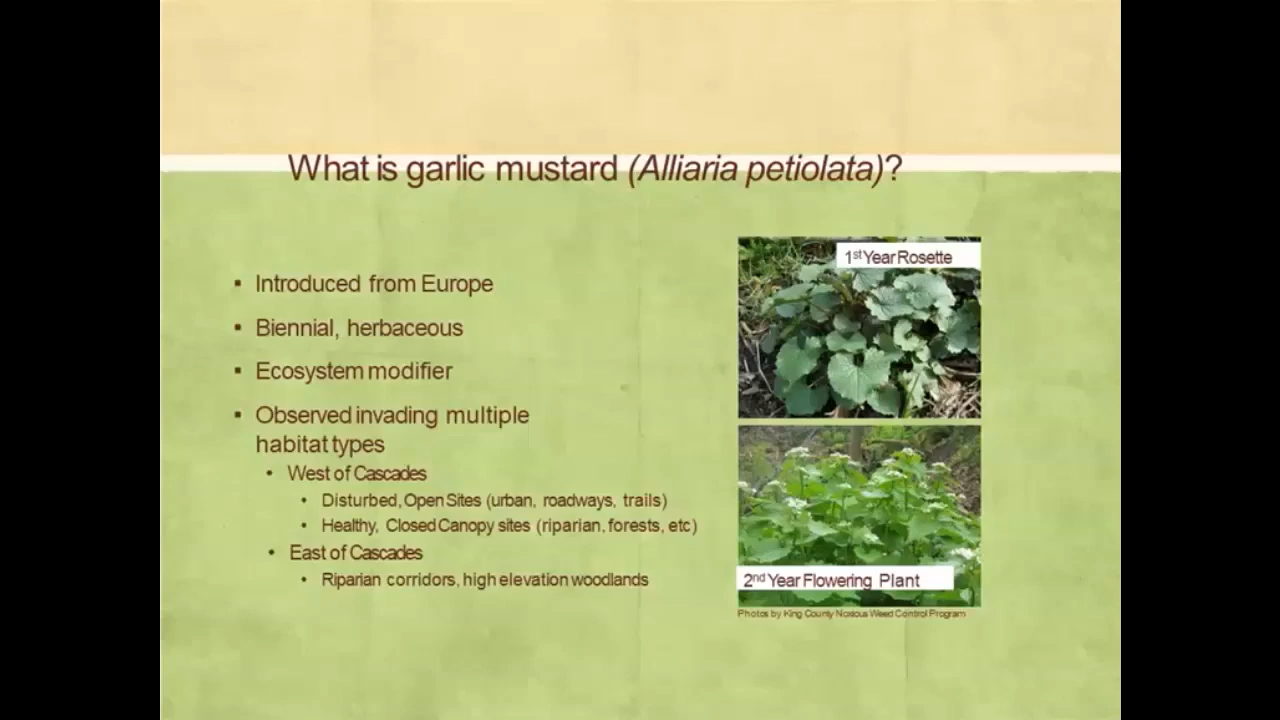 What is garlic mustard (Alliaria petiolata)?
▪ Introduced from Europe
▪ Biennial, herbaceous
▪ Ecosystem modifier
▪ Observed invading multiple
habitat types
• West of Cascades
• Disturbed, Open Sites (urban, roadways, trails)
• Healthy, Closed Canopy sites (riparian, forests, etc)
• East of Cascades
• Riparian corridors, high elevation woodlands
1st Year Rosette
2nd Year Flowering Plant
Photos by King County Noxious Weed Control Program